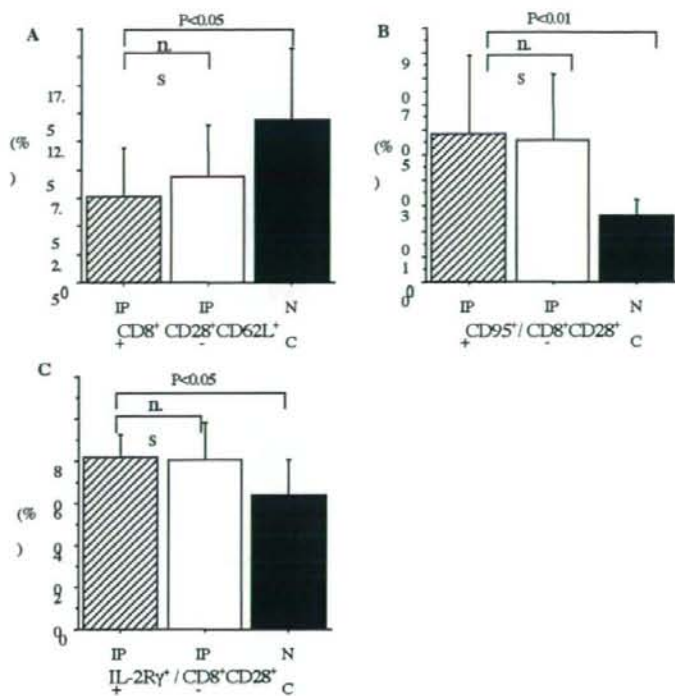 A
P<0.05
n.
s
17.
5
(%
12.
)
5
7.
5
2.
5 0
IP
IP
N
CD8⁺ CD28⁺CD62L⁺
+
-
C
B
P<0.01
n.
s
9
0
7
0
(%
5
)
0
3
0
1
0
0
IP
IP
N
CD95⁺/ CD8⁺CD28⁺
+
-
C
C
P<0.05
n.
s
8
0
(%
6
)
0
4
0
2
0
0
IP
IP
N
IL-2Rγ⁺ / CD8⁺CD28⁺
+
-
C